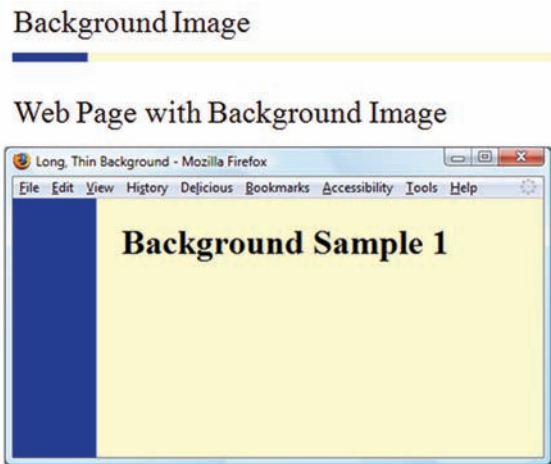 Background Image
Web Page with Background Image
Long, Thin Background - Mozilla Firefox
File Edit View History Delicious Bookmarks Accessibility Tools Help
Background Sample 1